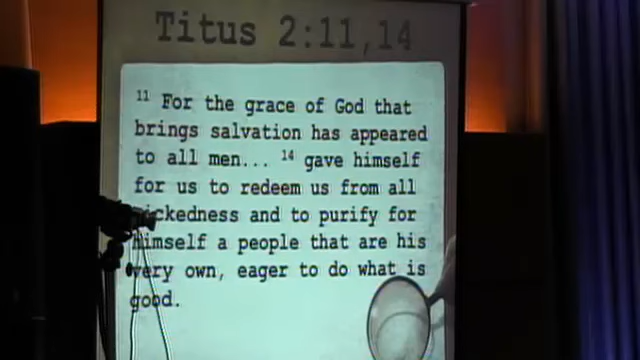 Titus 2:11,14
11 For the grace of God that
brings salvation has appeared
to all men... 14 gave himself
for us to redeem us from all
wickedness and to purify for
himself a people that are his
very own, eager to do what is
good.